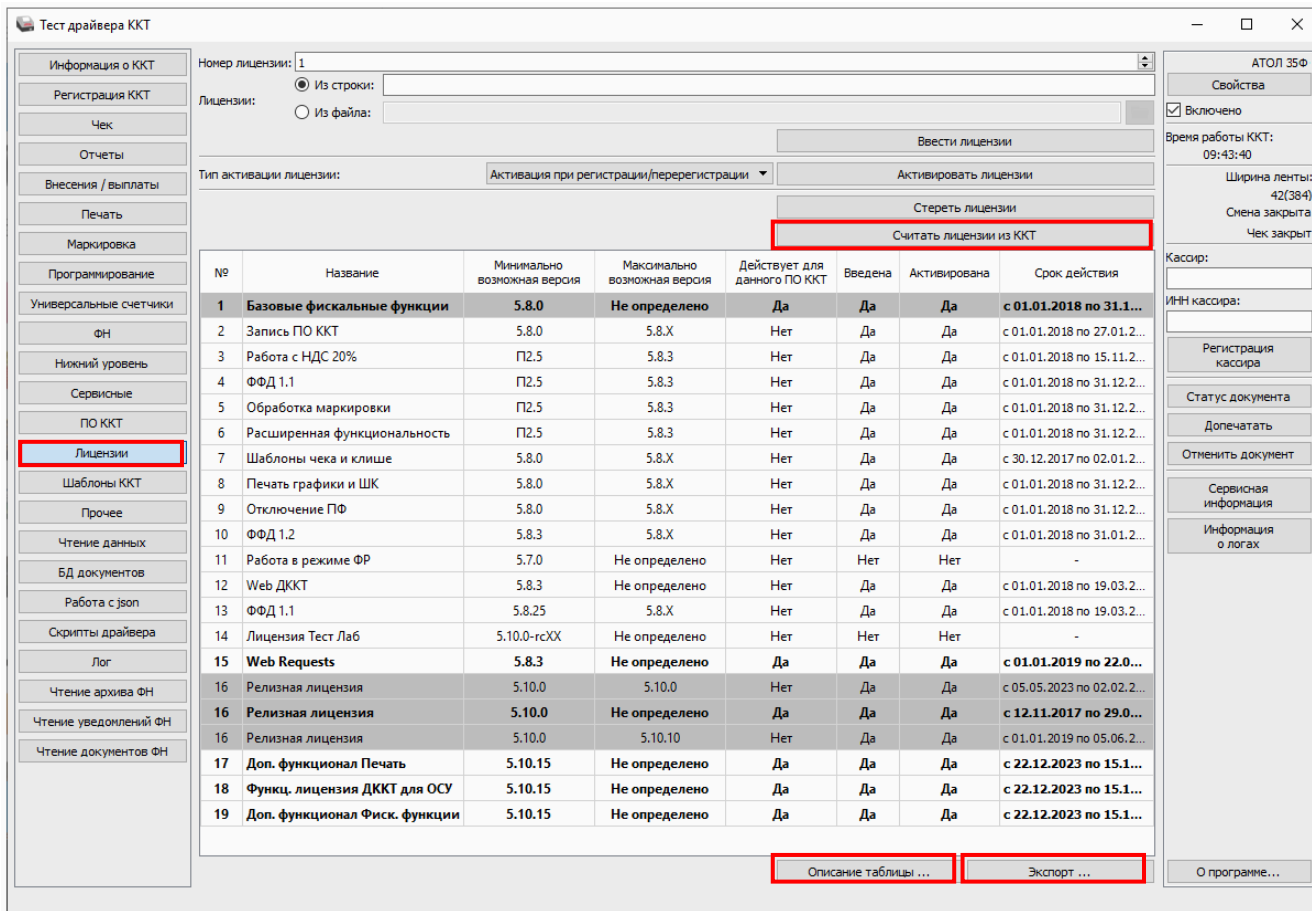 Тест драйвера ККТ
Информация о ККТ
Регистрация ККТ
Чек
Отчеты
Внесения / выплаты
Печать
Маркировка
Программирование
Универсальные счетчики
ФН
Нижний уровень
Сервисные
ПО ККТ
Лицензии
Шаблоны ККТ
Прочее
Чтение данных
БД документов
Работа с json
Скрипты драйвера
Лог
Чтение архива ФН
Чтение уведомлений ФН
Чтение документов ФН
Номер лицензии: 1
Лицензии:
Из строки:
Из файла:
Ввести лицензии
Тип активации лицензии: Активация при регистрации/перерегистрации Активировать лицензии
Стереть лицензии
Считать лицензии из ККТ
№ Название Минимально возможная версия Максимально возможная версия Действует для данного ПО ККТ Введена Активирована Срок действия
1 Базовые фискальные функции 5.8.0 Не определено Да Да Да с 01.01.2018 по 31.1...
2 Запись ПО ККТ 5.8.0 5.8.X Нет Да Да с 01.01.2018 по 27.01.2...
3 Работа с НДС 20% П2.5 5.8.3 Нет Да Да с 01.01.2018 по 15.11.2...
4 ФФД 1.1 П2.5 5.8.3 Нет Да Да с 01.01.2018 по 31.12.2...
5 Обработка маркировки П2.5 5.8.3 Нет Да Да с 01.01.2018 по 31.12.2...
6 Расширенная функциональность П2.5 5.8.3 Нет Да Да с 01.01.2018 по 31.12.2...
7 Шаблоны чека и клише 5.8.0 5.8.X Нет Да Да с 30.12.2017 по 02.01.2...
8 Печать графики и ШК 5.8.0 5.8.X Нет Да Да с 01.01.2018 по 31.12.2...
9 Отключение ПФ 5.8.0 5.8.X Нет Да Да с 01.01.2018 по 31.12.2...
10 ФФД 1.2 5.8.3 5.8.X Нет Да Да с 01.01.2018 по 31.01.2...
11 Работа в режиме ФР 5.7.0 Не определено Нет Нет Нет -
12 Web ДККТ 5.8.3 Не определено Нет Да Да с 01.01.2018 по 19.03.2...
13 ФФД 1.1 5.8.25 5.8.X Нет Да Да с 01.01.2018 по 19.03.2...
14 Лицензия Тест Лаб 5.10.0-rcXX Не определено Нет Нет Нет -
15 Web Requests 5.8.3 Не определено Да Да Да с 01.01.2019 по 22.0...
16 Релизная лицензия 5.10.0 5.10.0 Нет Да Да с 05.05.2023 по 02.02.2...
16 Релизная лицензия 5.10.0 Не определено Да Да Да с 12.11.2017 по 29.0...
16 Релизная лицензия 5.10.0 5.10.10 Нет Да Да с 01.01.2019 по 05.06.2...
17 Доп. функционал Печать 5.10.15 Не определено Да Да Да с 22.12.2023 по 15.1...
18 Функц. лицензия ДККТ для ОСУ 5.10.15 Не определено Да Да Да с 22.12.2023 по 15.1...
19 Доп. функционал Фиск. функции 5.10.15 Не определено Да Да Да с 22.12.2023 по 15.1...
Описание таблицы ...
Экспорт ...
АТОЛ 35Ф
Свойства
Включено
Время работы ККТ:
09:43:40
Ширина ленты:
42(384)
Смена закрыта
Чек закрыт
Кассир:
ИНН кассира:
Регистрация
кассира
Статус документа
Допечатать
Отменить документ
Сервисная
информация
Информация
о логах
О программе...